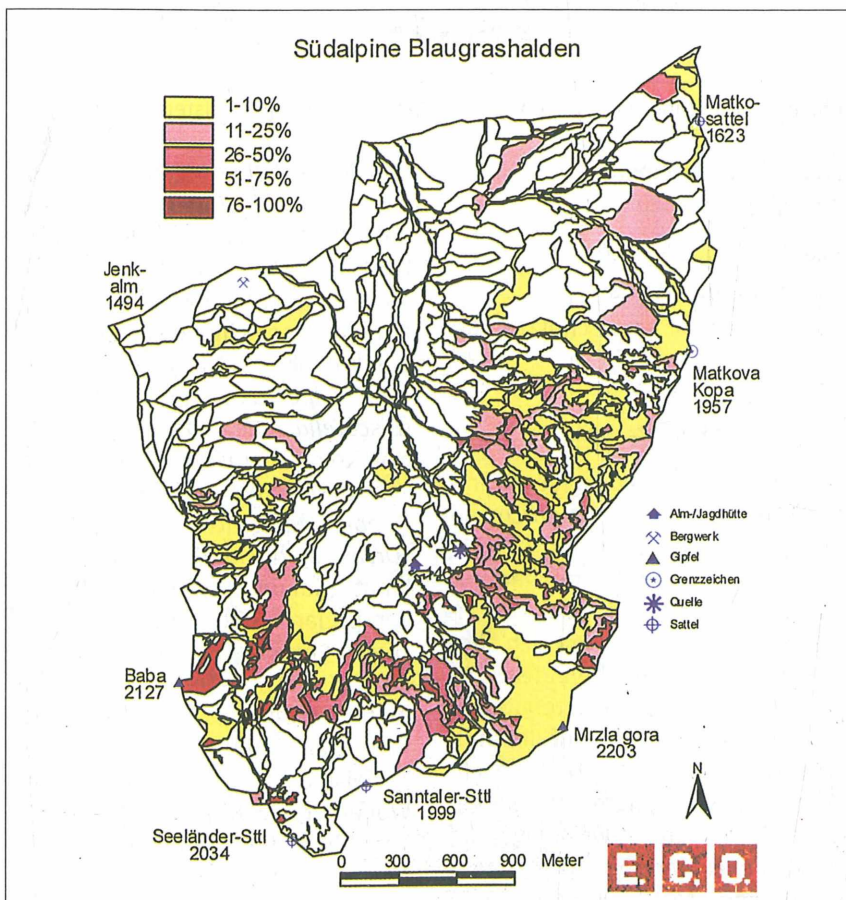 Südalpine Blaugrashalden
1-10%
11-25%
26-50%
51-75%
76-100%
Matko-
sattel
1623
Jenk-
alm
1494
Matkova
Kopa
1957
Alm-/Jagdhütte
Bergwerk
Gipfel
Grenzzeichen
Quelle
Sattel
Baba
2127
Mrzla gora
2203
Sanntaler-Sttl
1999
Seeländer-Sttl
2034
N
0 300 600 900 Meter
E. C. O.